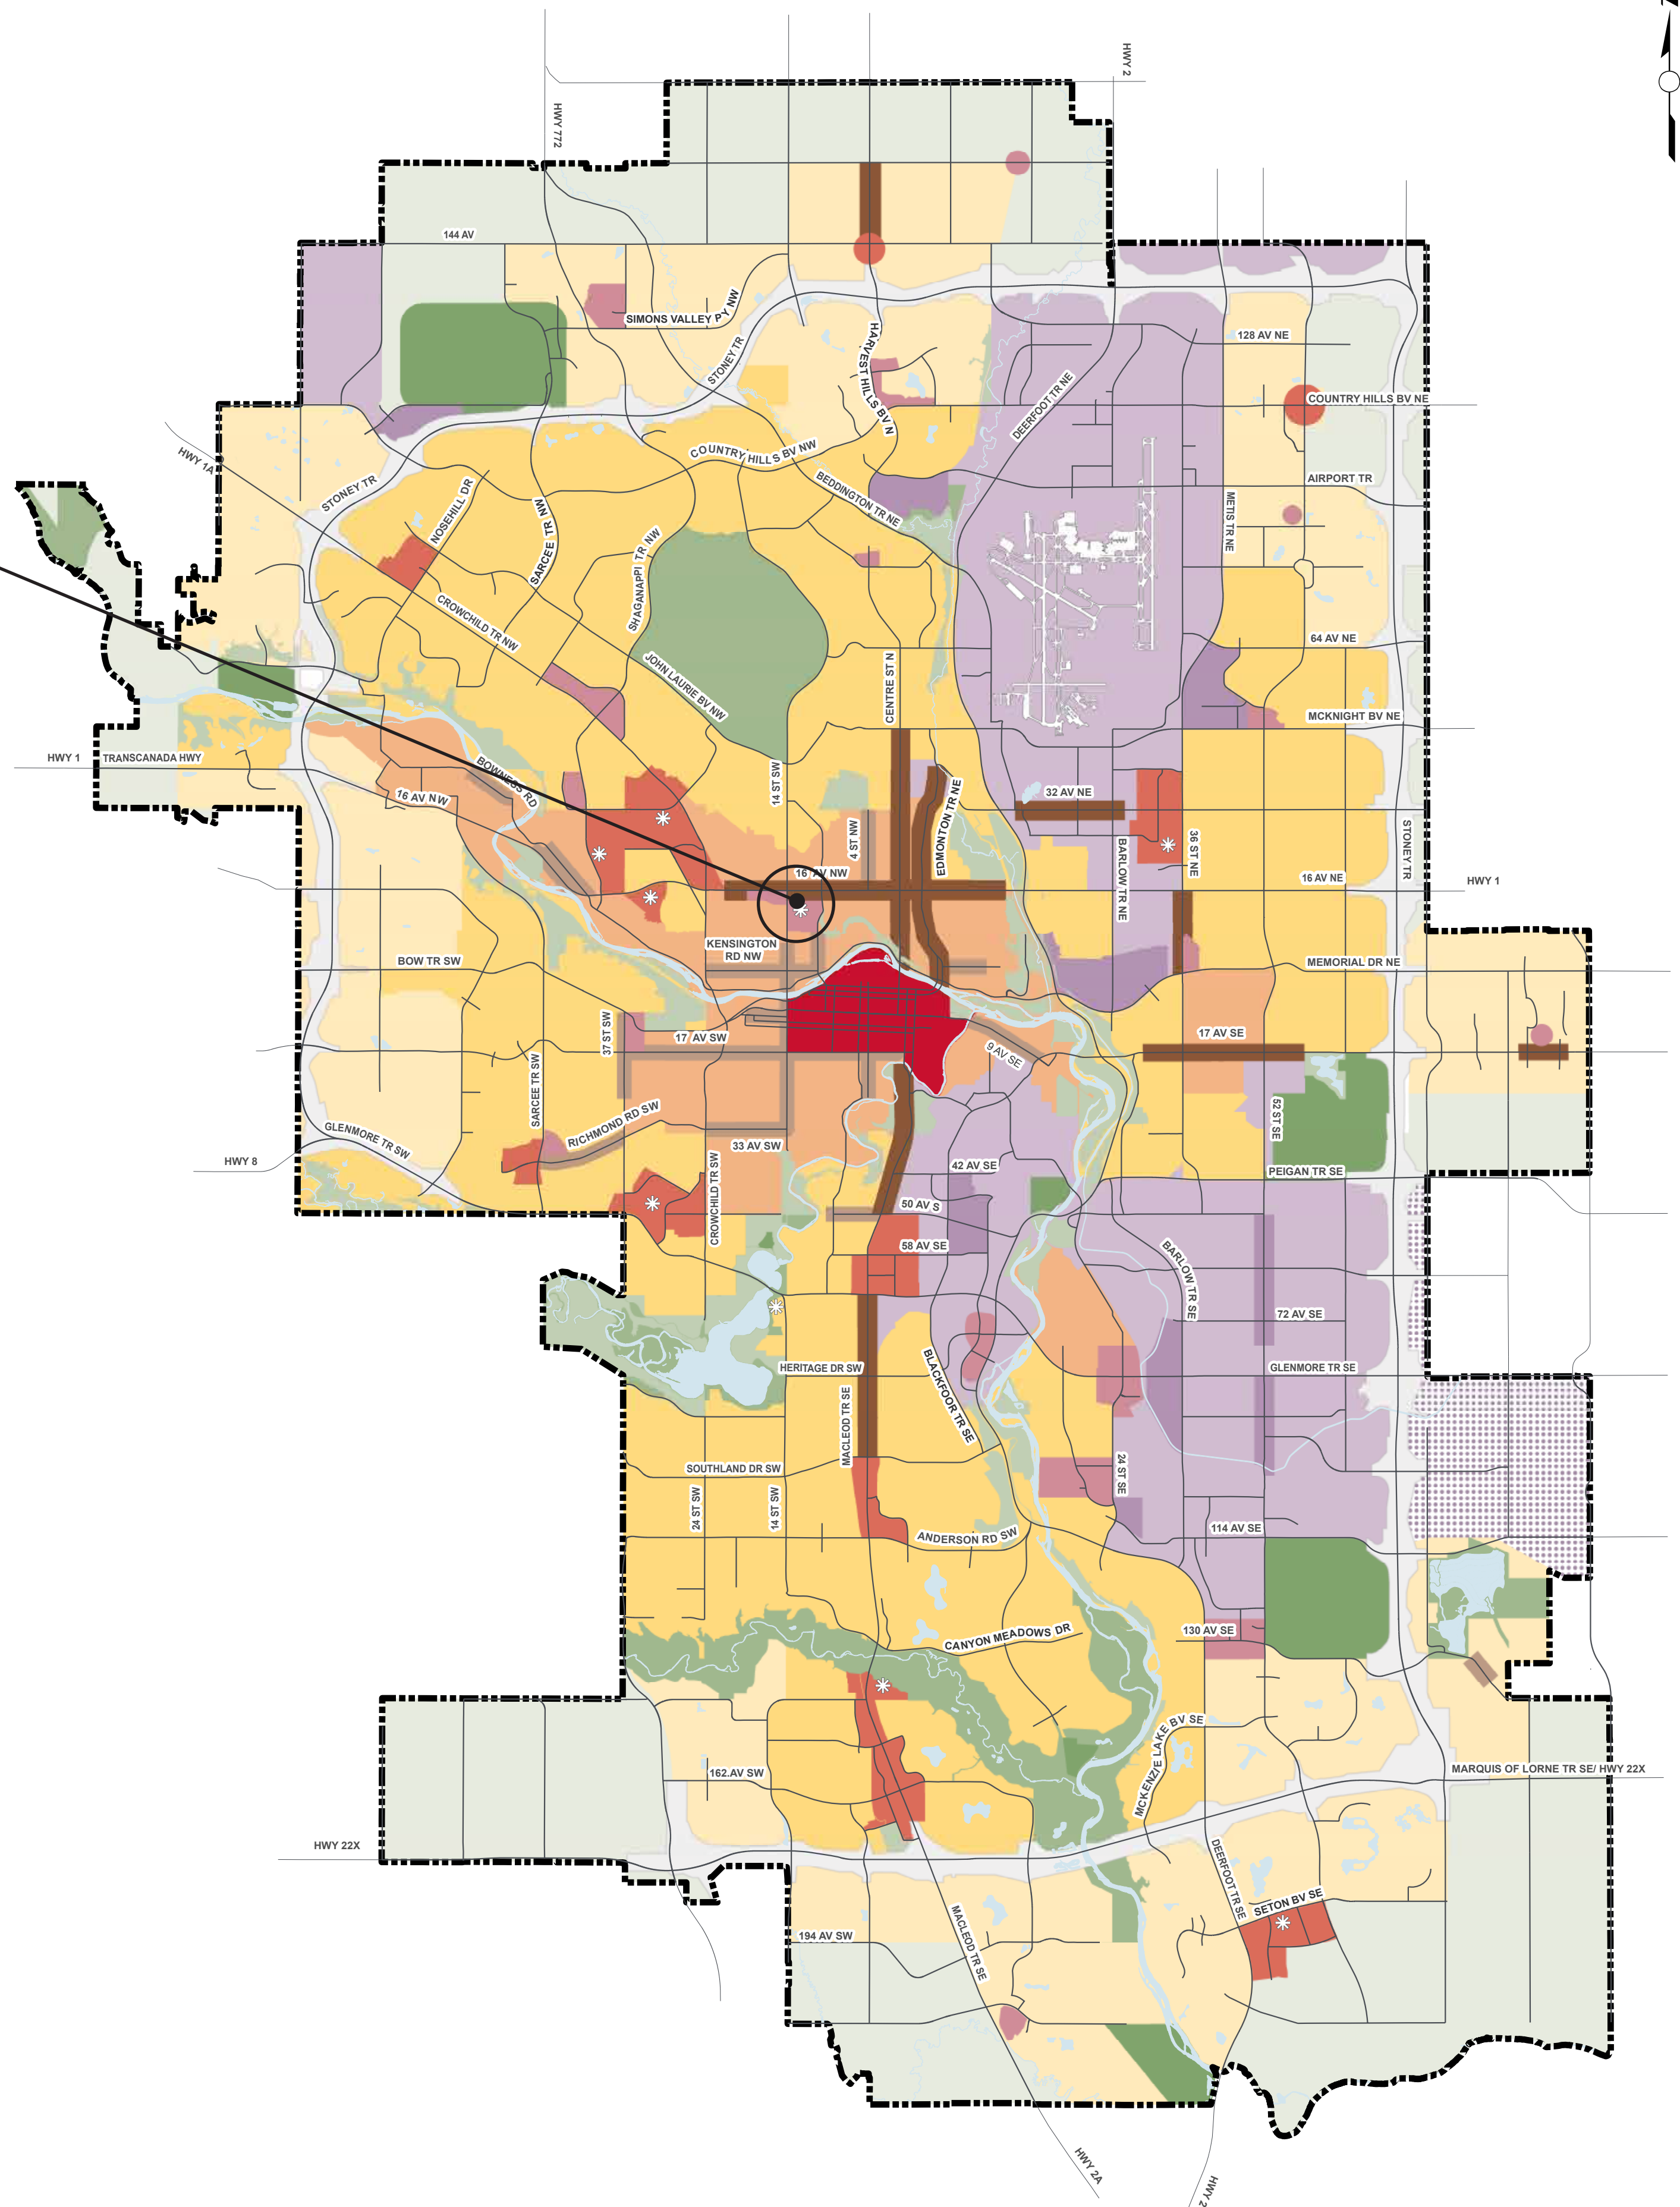 HWY 2
HWY 772
144 AV
SIMONS VALLEY PY NW
STONEY TR
HARVEST HILLS BV N
128 AV NE
DEERFOOT TR NE
COUNTRY HILLS BV NE
HWY 1A
COUNTRY HILLS BV NW
STONEY TR
NOSEHILL DR
SARCEE TR NW
BEDDINGTON TR NE
AIRPORT TR
METIS TR NE
SHAGANAPPI TR NW
CROWCHILD TR NW
64 AV NE
JOHN LAURIE BV NW
CENTRE ST N
MCKNIGHT BV NE
HWY 1
TRANSCANADA HWY
BOWNESS RD
16 AV NW
14 ST SW
32 AV NE
EDMONTON TR NE
4 ST NW
BARLOW TR NE
36 ST NE
STONEY TR
16 AV NW
16 AV NE
HWY 1
KENSINGTON
RD NW
BOW TR SW
MEMORIAL DR NE
37 ST SW
17 AV SW
9 AV SE
17 AV SE
SARCEE TR SW
RICHMOND RD SW
52 ST SE
GLENMORE TR SW
33 AV SW
HWY 8
42 AV SE
PEIGAN TR SE
CROWCHILD TR SW
50 AV S
58 AV SE
BARLOW TR SE
72 AV SE
HERITAGE DR SW
GLENMORE TR SE
BLACKFOOR TR SE
MACLEOD TR SE
SOUTHLAND DR SW
24 ST SE
24 ST SW
14 ST SW
ANDERSON RD SW
114 AV SE
CANYON MEADOWS DR
130 AV SE
MCKENZIE LAKE BV SE
162 AV SW
MARQUIS OF LORNE TR SE/ HWY 22X
HWY 22X
DEERFOOT TR SE
SETON BV SE
194 AV SW
MACLEOD TR SE
HWY 2A
HWY 2